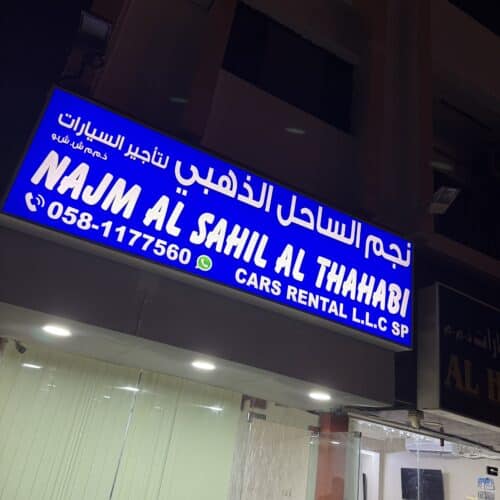 نجم الساحل الذهبي لتأجير السيارات
ذ.م.م ش.ش.و
NAJM AL SAHIL AL THAHABI
058-1177560 CARS RENTAL L.L.C SP
AL